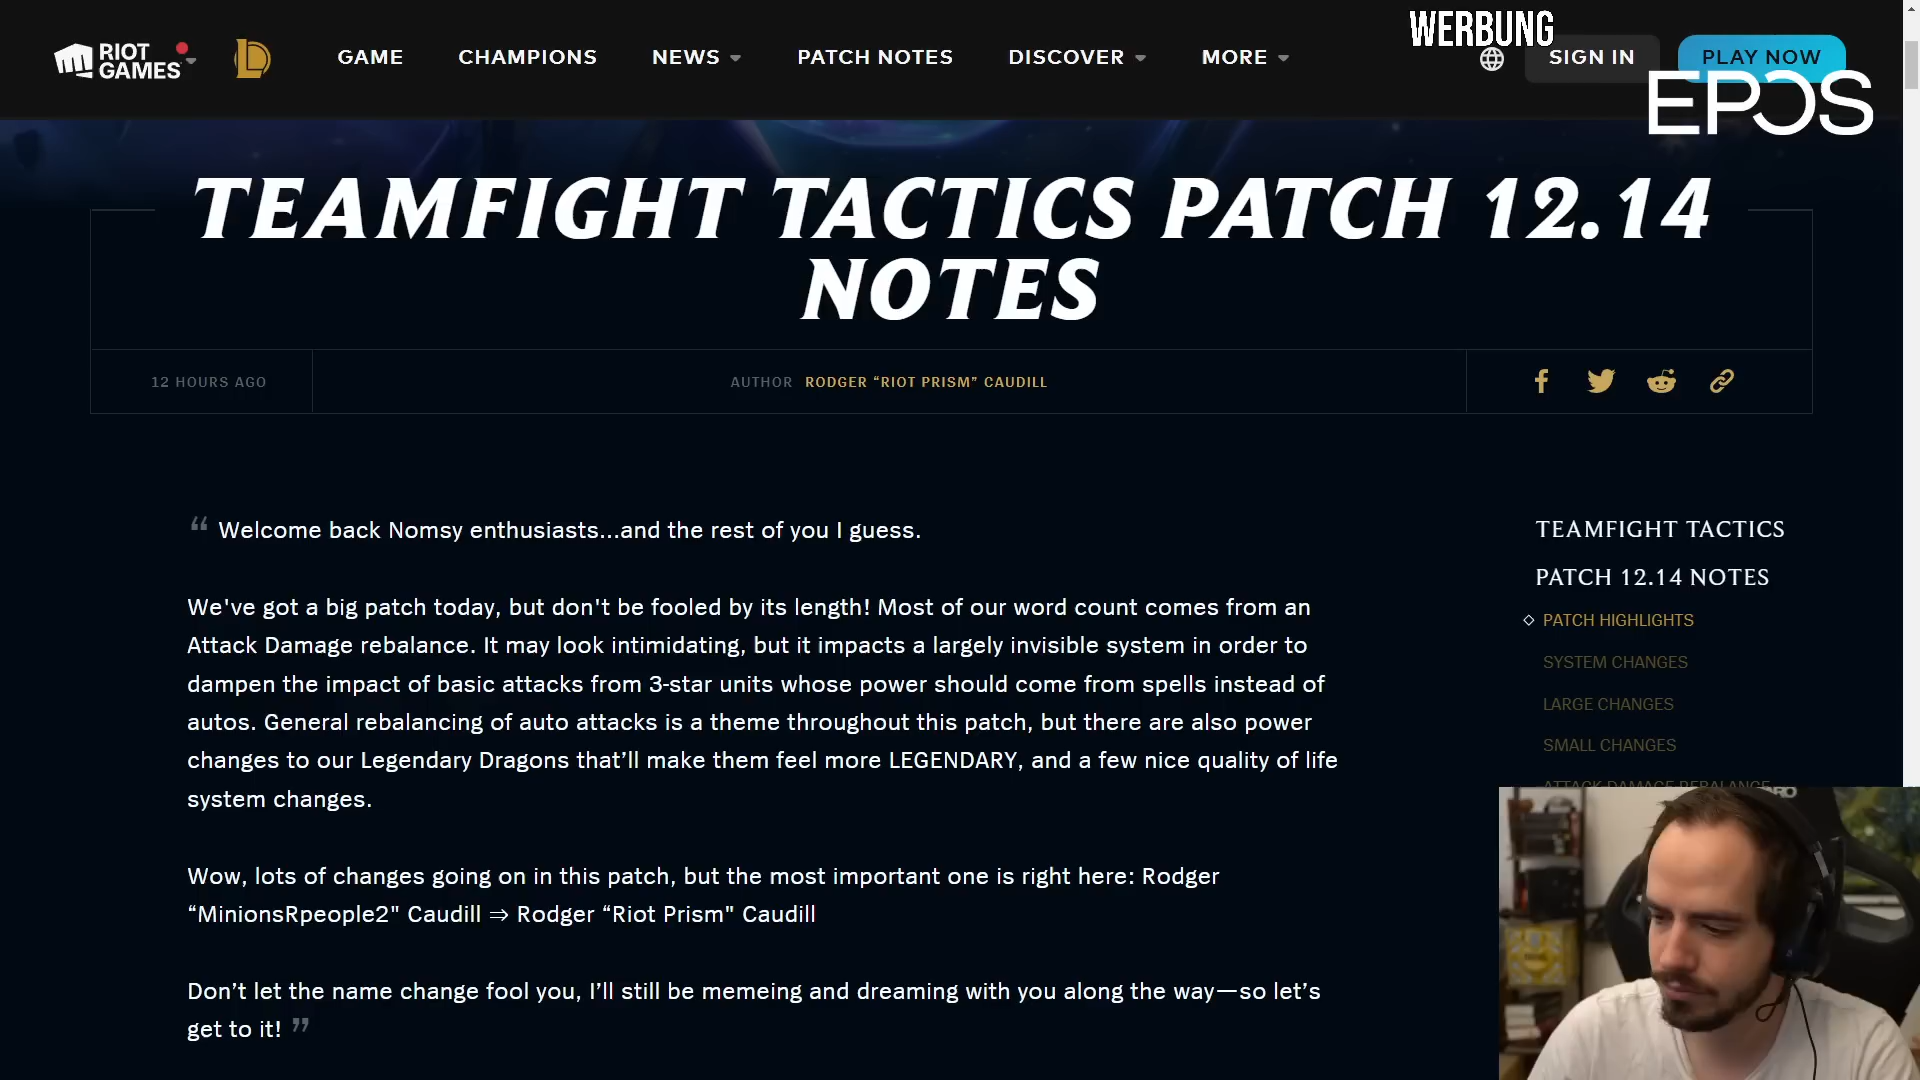 RIOT GAMES
GAME
CHAMPIONS
NEWS
PATCH NOTES
DISCOVER
MORE
WERBUNG
SIGN IN
PLAY NOW
EPOS
TEAMFIGHT TACTICS PATCH 12.14
NOTES
12 HOURS AGO
AUTHOR RODGER “RIOT PRISM” CAUDILL
“ Welcome back Nomsy enthusiasts...and the rest of you I guess.
We've got a big patch today, but don't be fooled by its length! Most of our word count comes from an
Attack Damage rebalance. It may look intimidating, but it impacts a largely invisible system in order to
dampen the impact of basic attacks from 3-star units whose power should come from spells instead of
autos. General rebalancing of auto attacks is a theme throughout this patch, but there are also power
changes to our Legendary Dragons that’ll make them feel more LEGENDARY, and a few nice quality of life
system changes.
Wow, lots of changes going on in this patch, but the most important one is right here: Rodger
“MinionsRpeople2" Caudill ⇒ Rodger “Riot Prism" Caudill
Don’t let the name change fool you, I’ll still be memeing and dreaming with you along the way—so let’s
get to it! ”
TEAMFIGHT TACTICS
PATCH 12.14 NOTES
PATCH HIGHLIGHTS
SYSTEM CHANGES
LARGE CHANGES
SMALL CHANGES
ATTACK DAMAGE REBALANCE